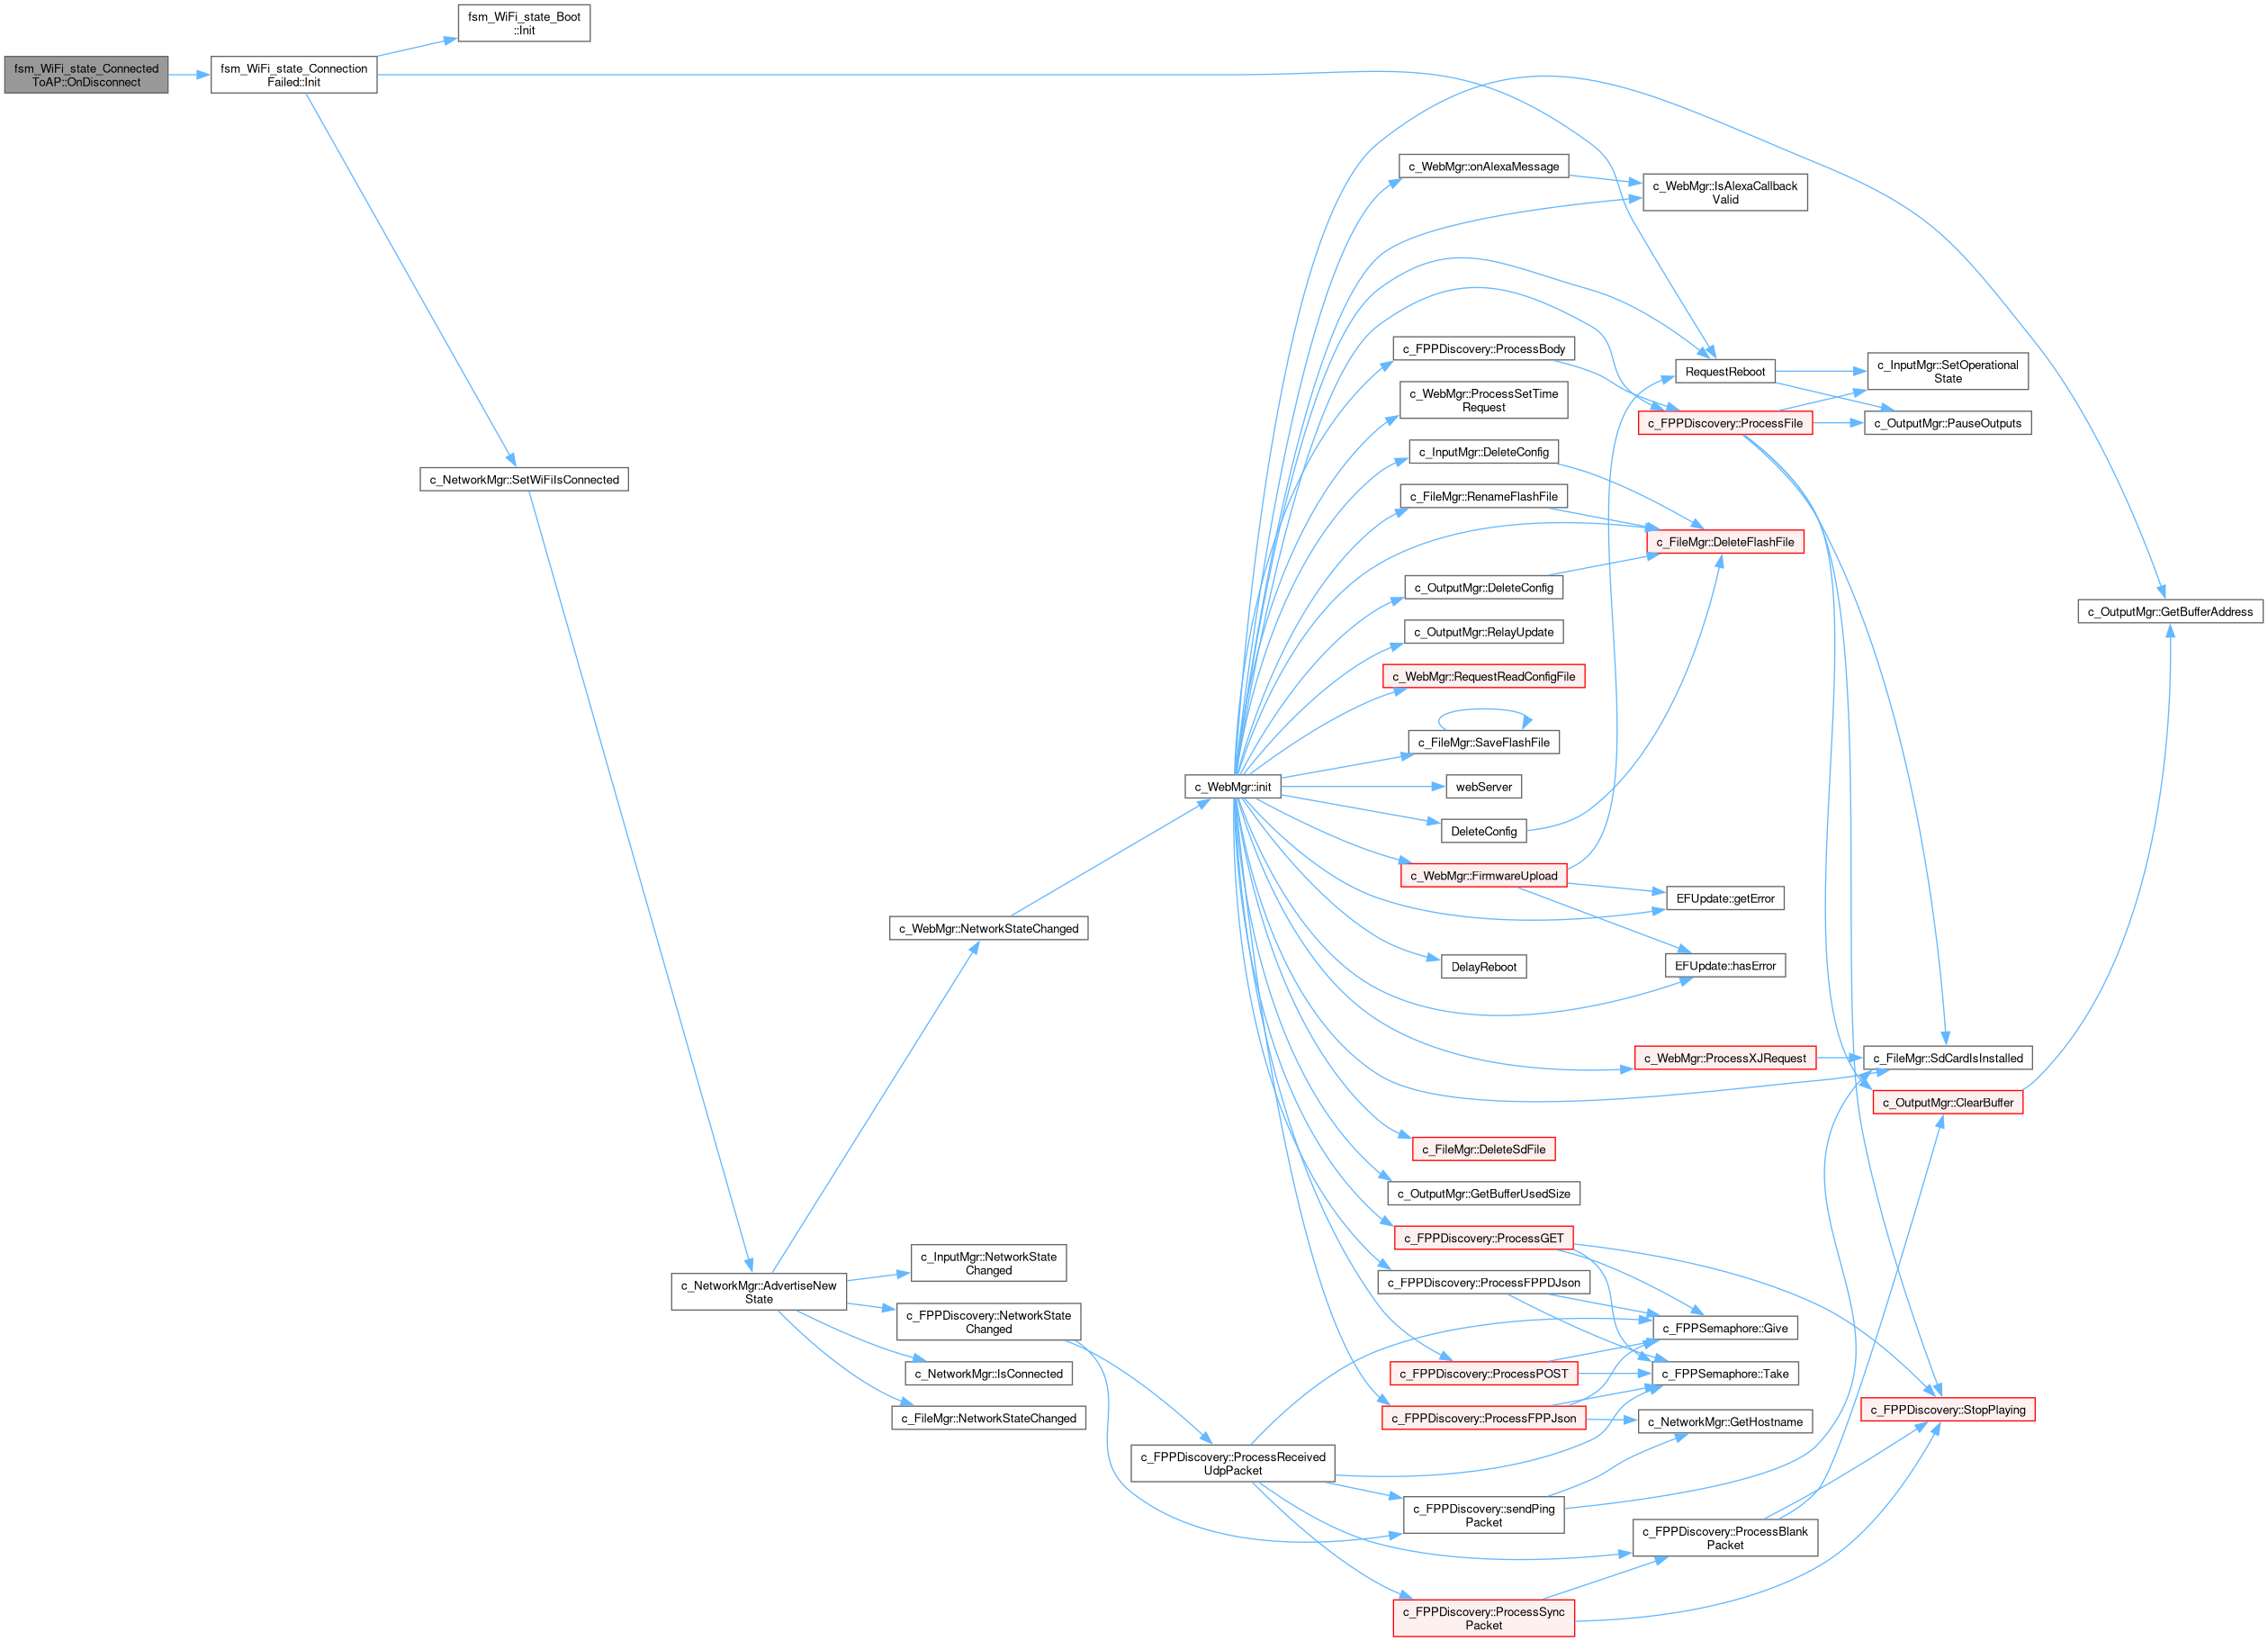 fsm_WiFi_state_Connected
ToAP::OnDisconnect
fsm_WiFi_state_Connection
Failed::Init
fsm_WiFi_state_Boot
::Init
c_NetworkMgr::SetWiFiIsConnected
c_NetworkMgr::AdvertiseNew
State
c_WebMgr::NetworkStateChanged
c_InputMgr::NetworkState
Changed
c_FPPDiscovery::NetworkState
Changed
c_NetworkMgr::IsConnected
c_FileMgr::NetworkStateChanged
c_WebMgr::init
c_FPPDiscovery::ProcessReceived
UdpPacket
c_WebMgr::onAlexaMessage
c_FPPDiscovery::ProcessBody
c_WebMgr::ProcessSetTime
Request
c_InputMgr::DeleteConfig
c_FileMgr::RenameFlashFile
c_OutputMgr::DeleteConfig
c_OutputMgr::RelayUpdate
c_WebMgr::RequestReadConfigFile
c_FileMgr::SaveFlashFile
webServer
DeleteConfig
c_WebMgr::FirmwareUpload
DelayReboot
c_FileMgr::DeleteSdFile
c_OutputMgr::GetBufferUsedSize
c_FPPDiscovery::ProcessGET
c_FPPDiscovery::ProcessFPPDJson
c_FPPDiscovery::ProcessPOST
c_FPPDiscovery::ProcessFPPJson
c_FPPDiscovery::sendPing
Packet
c_FPPDiscovery::ProcessSync
Packet
c_WebMgr::IsAlexaCallback
Valid
RequestReboot
c_FPPDiscovery::ProcessFile
c_FileMgr::DeleteFlashFile
EFUpdate::getError
EFUpdate::hasError
c_WebMgr::ProcessXJRequest
c_FPPSemaphore::Give
c_FPPSemaphore::Take
c_NetworkMgr::GetHostname
c_FPPDiscovery::ProcessBlank
Packet
c_InputMgr::SetOperational
State
c_OutputMgr::PauseOutputs
c_FileMgr::SdCardIsInstalled
c_OutputMgr::ClearBuffer
c_FPPDiscovery::StopPlaying
c_OutputMgr::GetBufferAddress